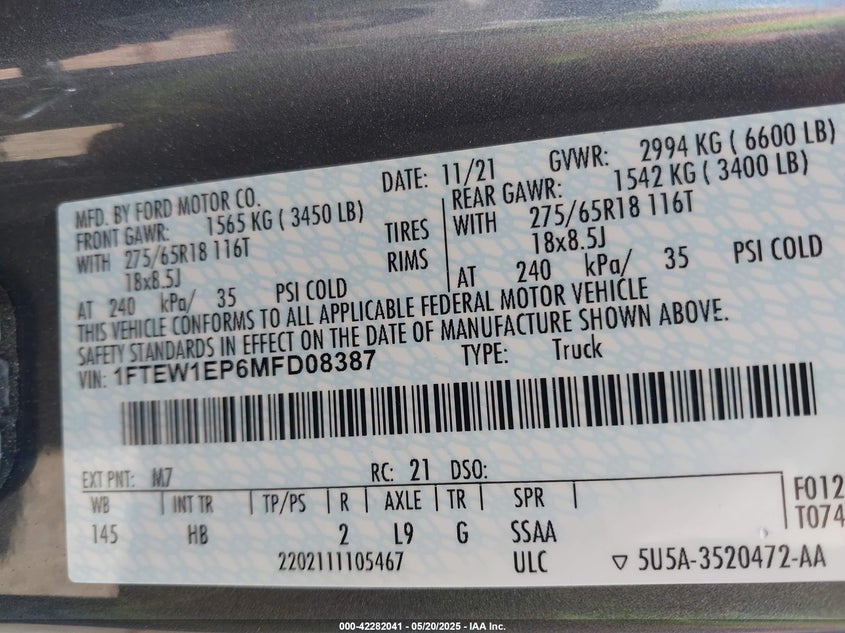 MFD. BY FORD MOTOR CO.
DATE: 11/21 GVWR: 2994 KG ( 6600 LB)
FRONT GAWR: 1565 KG ( 3450 LB) REAR GAWR: 1542 KG ( 3400 LB)
WITH 275/65R18 116T TIRES WITH 275/65R18 116T
18x8.5J RIMS 18x8.5J
AT 240 kPa/ 35 PSI COLD AT 240 kPa/ 35 PSI COLD
THIS VEHICLE CONFORMS TO ALL APPLICABLE FEDERAL MOTOR VEHICLE
SAFETY STANDARDS IN EFFECT ON THE DATE OF MANUFACTURE SHOWN ABOVE.
VIN: 1FTEW1EP6MFD08387 TYPE: Truck
EXT PNT: M7 RC: 21 DSO:
WB INT TR TP/PS R AXLE TR SPR F012
145 HB 2 L9 G SSAA T074
2202111105467 ULC ▽ 5U5A-3520472-AA
000-42282041 - 05/20/2025 - IAA Inc.